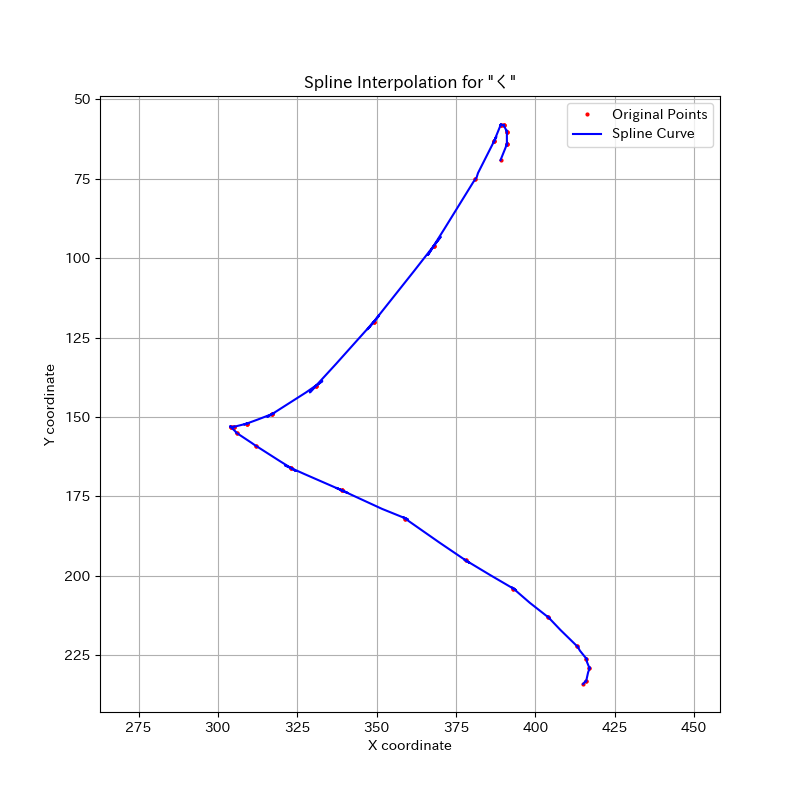 Spline Interpolation for "く"
Original Points
Spline Curve
50
75
100
125
150
175
200
225
Y coordinate
275 300 325 350 375 400 425 450
X coordinate